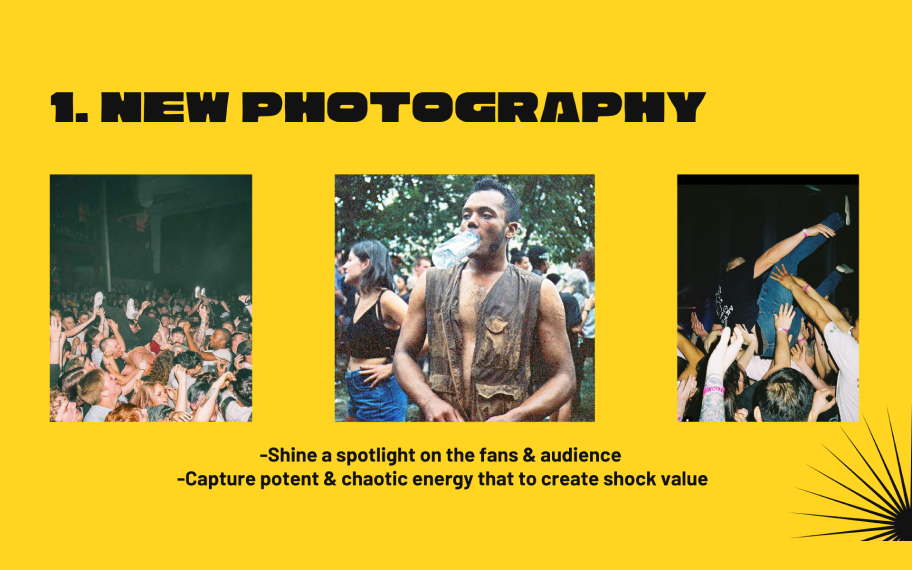 1. NEW PHOTOGRAPHY
-Shine a spotlight on the fans & audience
-Capture potent & chaotic energy that to create shock value